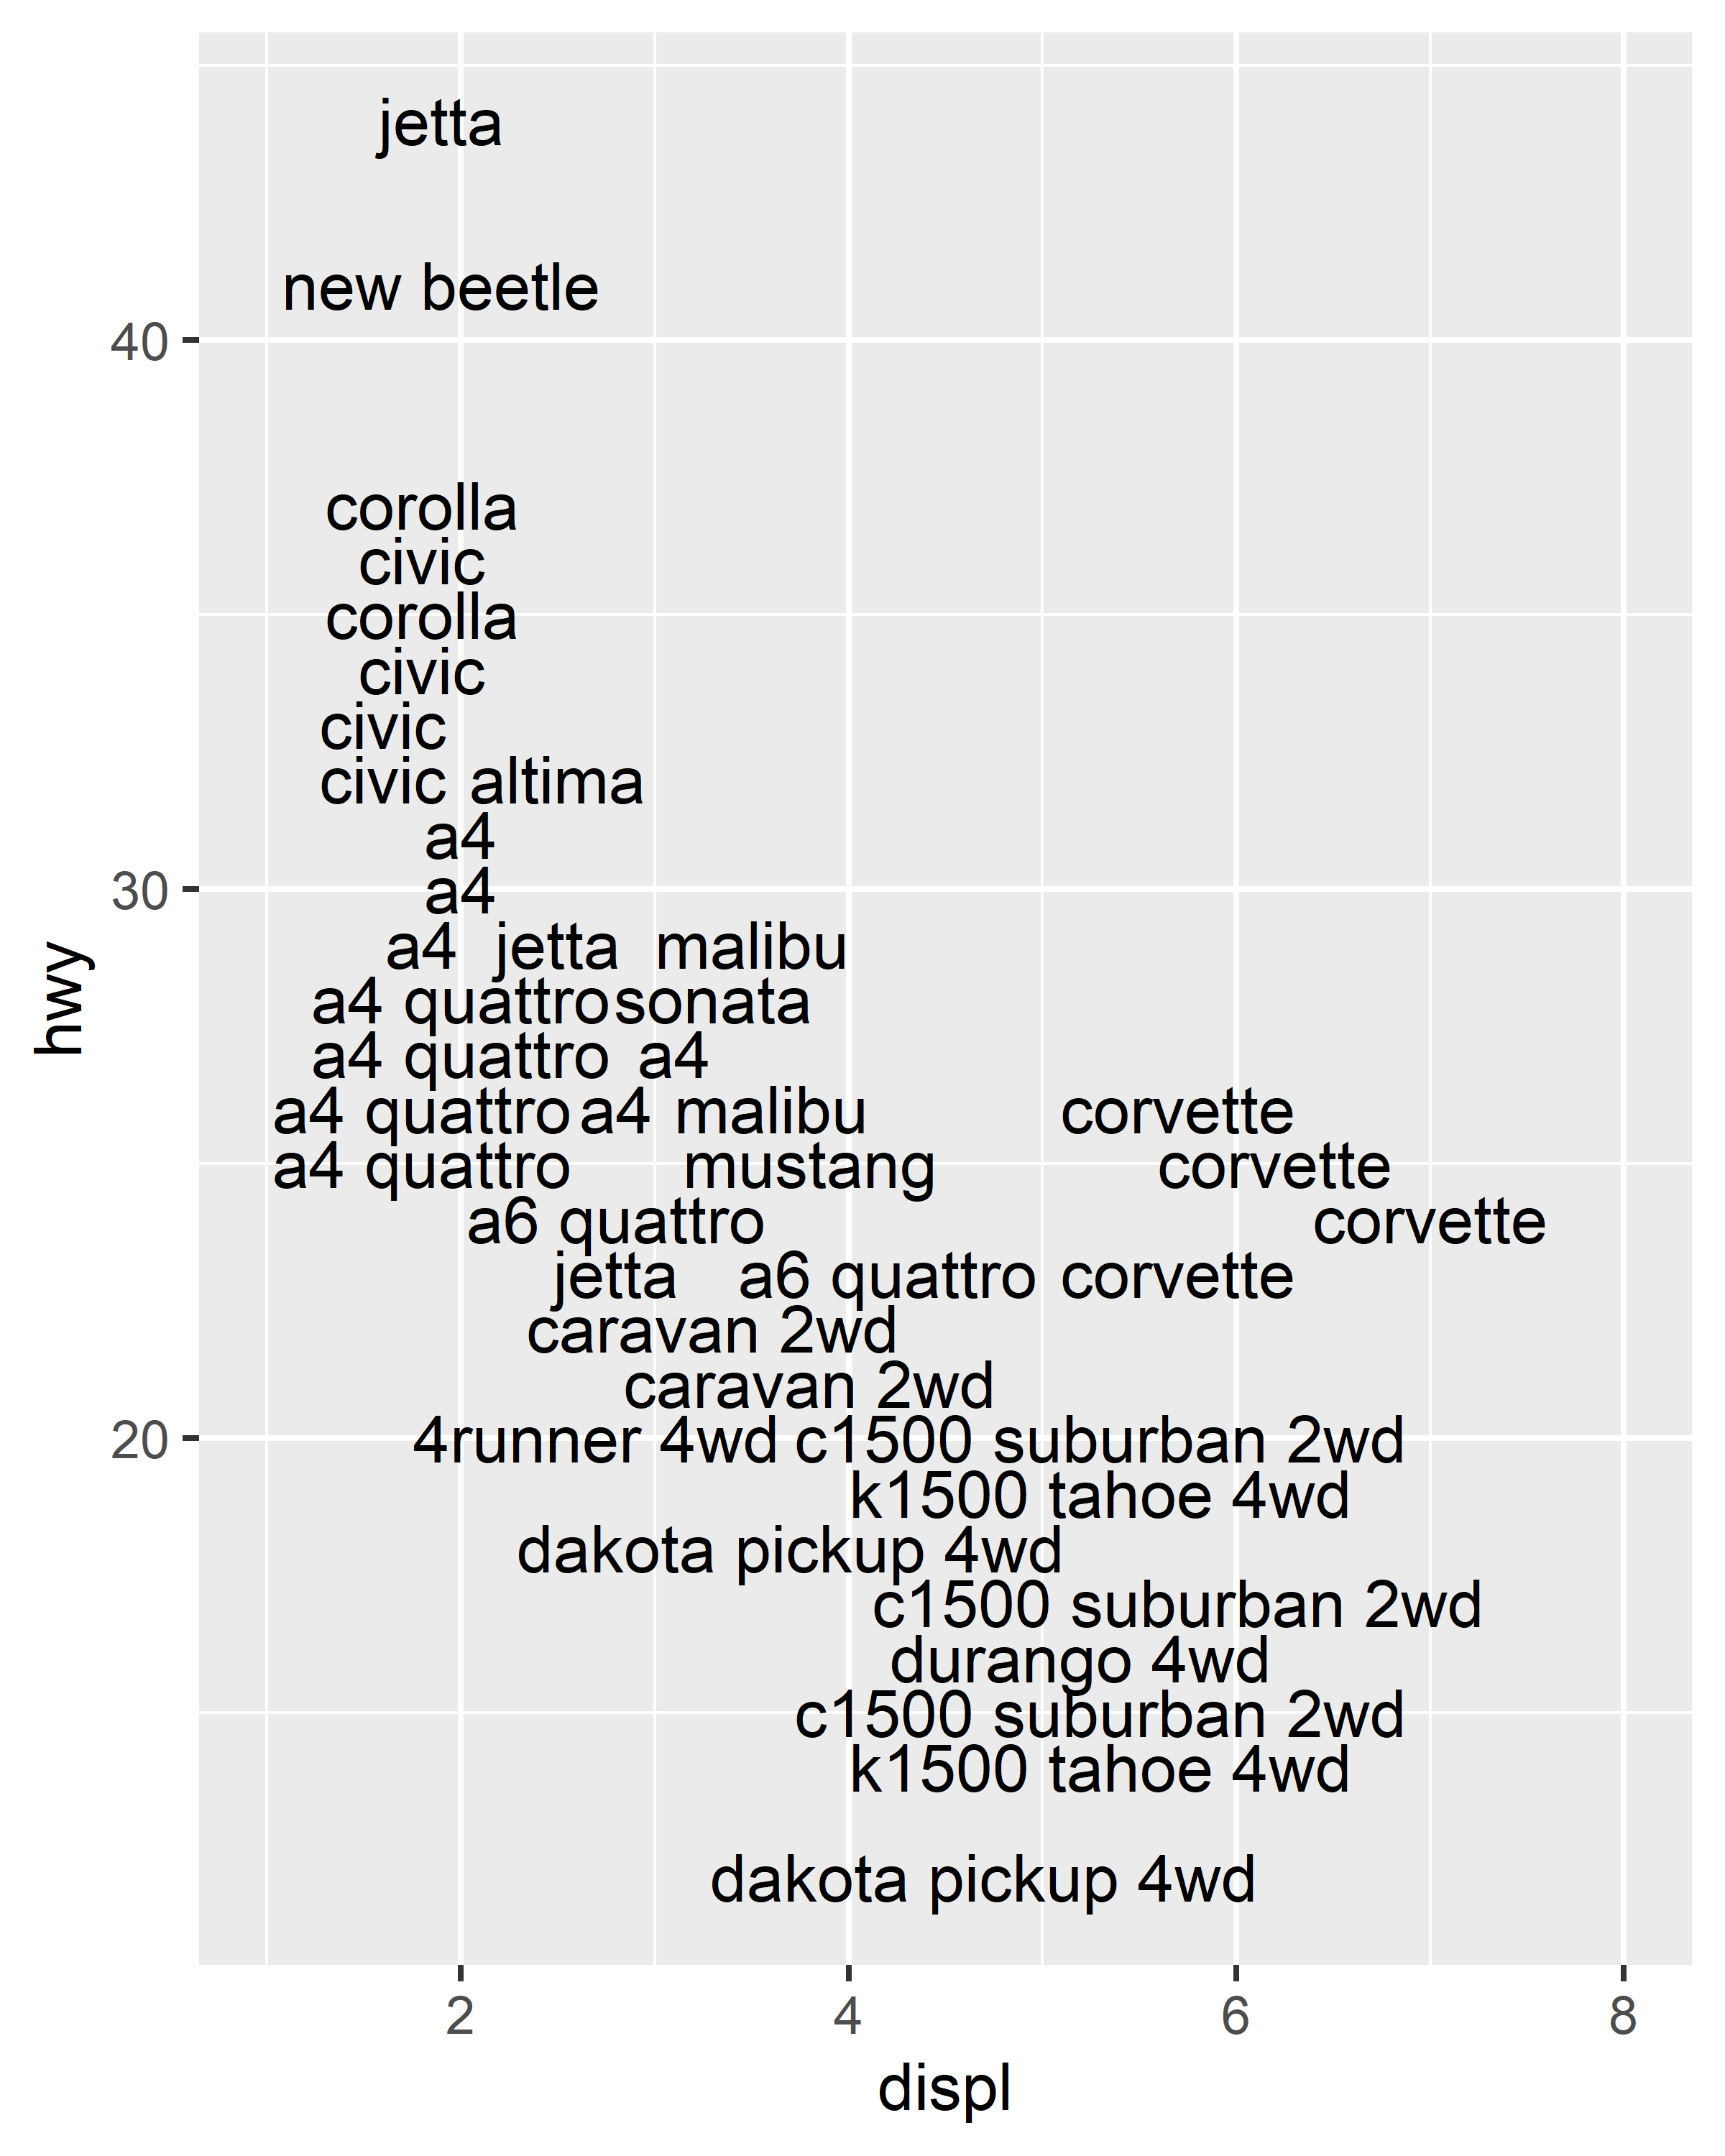 jetta
new beetle
40
corolla
civic
corolla
civic
civic
civic altima
a4
30 a4
a4 jetta malibu
hwy
a4 quattro sonata
a4 quattro a4
a4 quattro a4 malibu corvette
a4 quattro mustang corvette
a6 quattro corvette
jetta a6 quattro corvette
caravan 2wd
caravan 2wd
20 4runner 4wd c1500 suburban 2wd
k1500 tahoe 4wd
dakota pickup 4wd
c1500 suburban 2wd
durango 4wd
c1500 suburban 2wd
k1500 tahoe 4wd
dakota pickup 4wd
2 4 6 8
displ